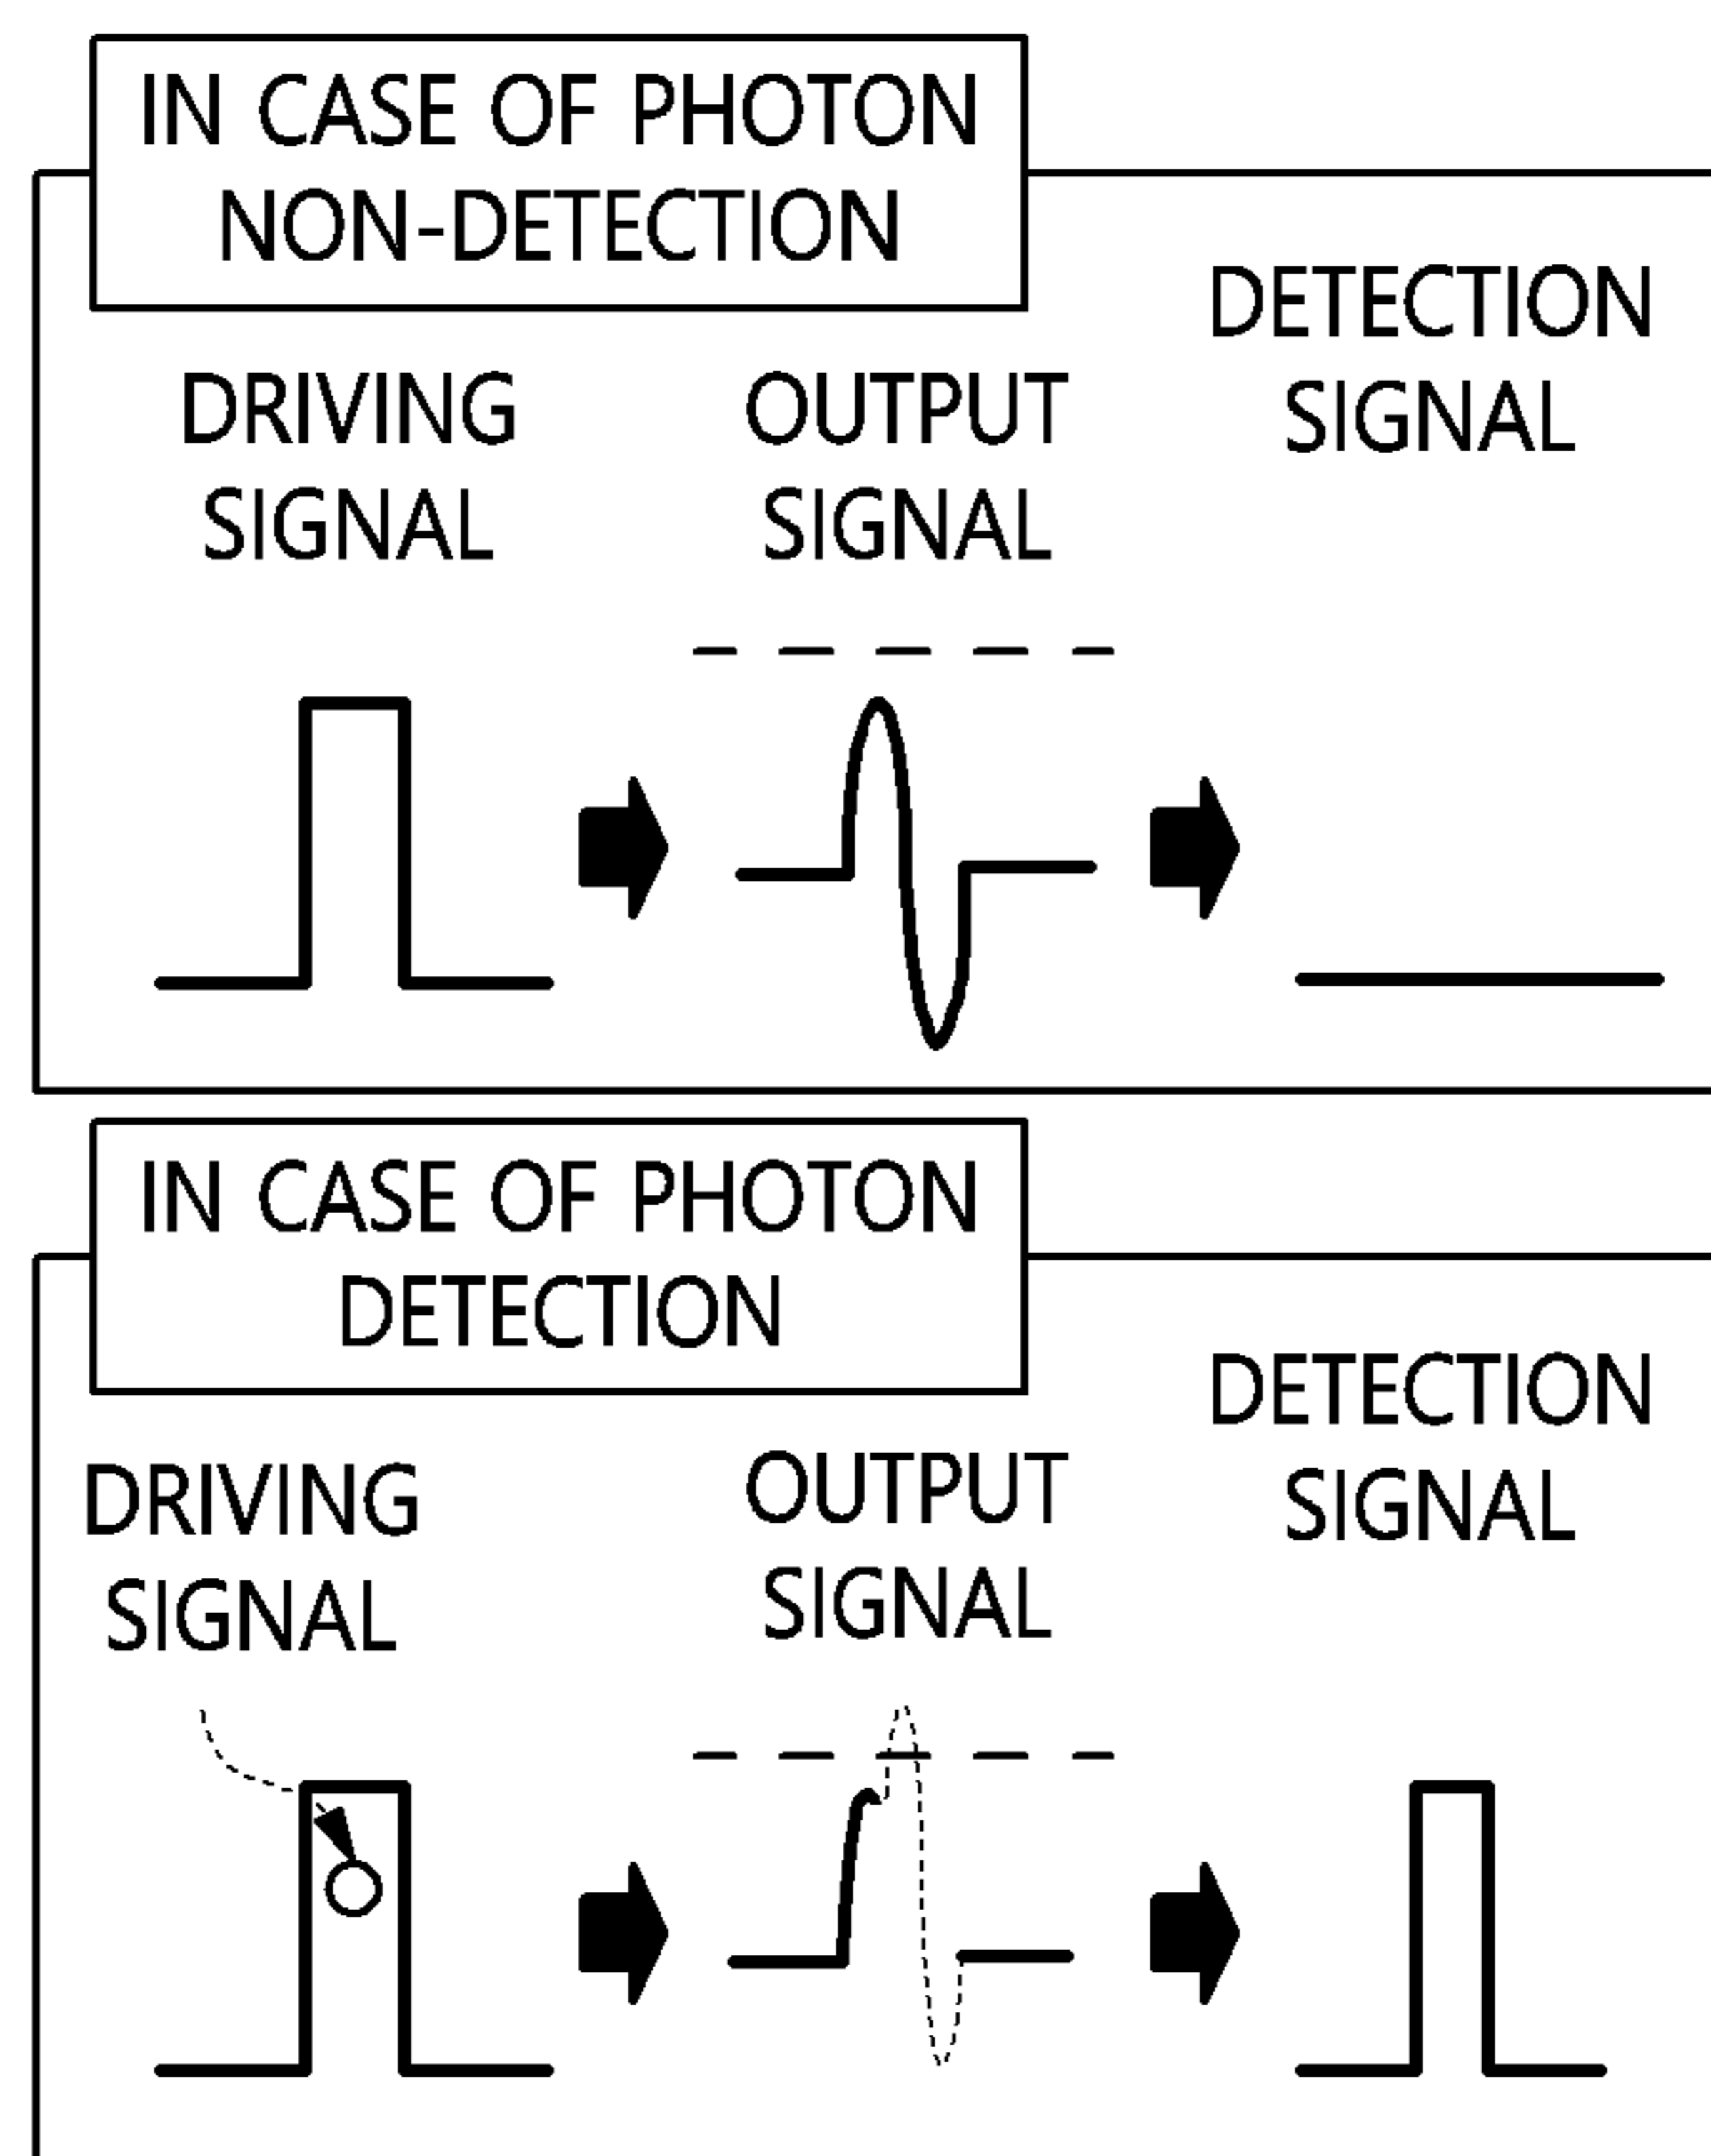 IN CASE OF PHOTON
NON-DETECTION
DRIVING
SIGNAL
OUTPUT
SIGNAL
DETECTION
SIGNAL
IN CASE OF PHOTON
DETECTION
DRIVING
SIGNAL
OUTPUT
SIGNAL
DETECTION
SIGNAL